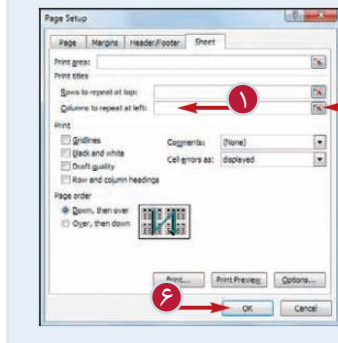 Page Setup
Page Margins Header/Footer Sheet
Print area:
Print titles
Rows to repeat at top:
Columns to repeat at left:
۱
Print
Gridlines
Black and white
Draft quality
Row and column headings
Comments: (None)
Cell errors as: displayed
Page order
Down, then over
Over, then down
Print... Print Preview Options...
۶
OK Cancel